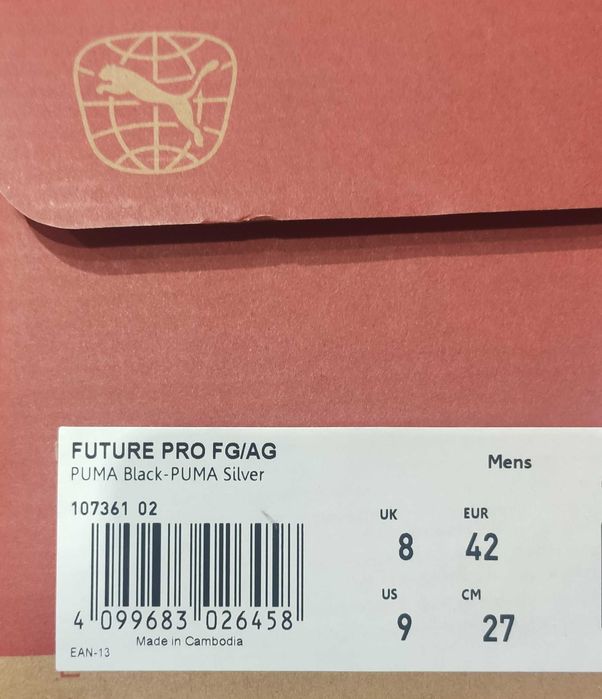 FUTURE PRO FG/AG
PUMA Black-PUMA Silver
Mens
107361 02
UK EUR
8 42
US CM
9 27
4 099683 026458
Made in Cambodia
EAN-13